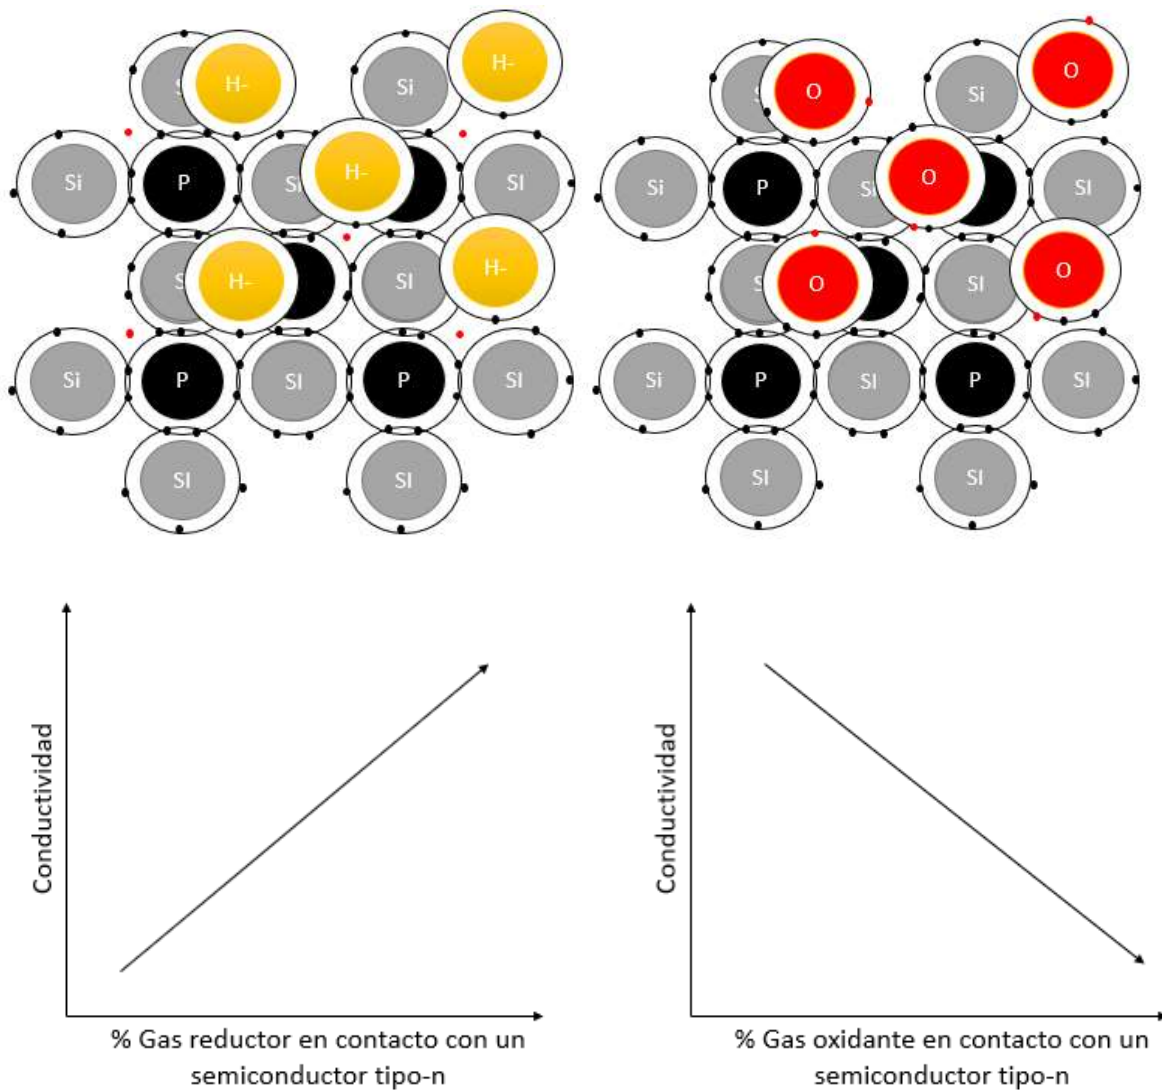 S H- Si H-
Si P Si H- SI
S H- SI H-
Si P SI P SI
SI SI
S O Si O
Si P Si O SI
S O SI O
Si P SI P SI
SI SI
Conductividad
% Gas reductor en contacto con un
semiconductor tipo-n
Conductividad
% Gas oxidante en contacto con un
semiconductor tipo-n